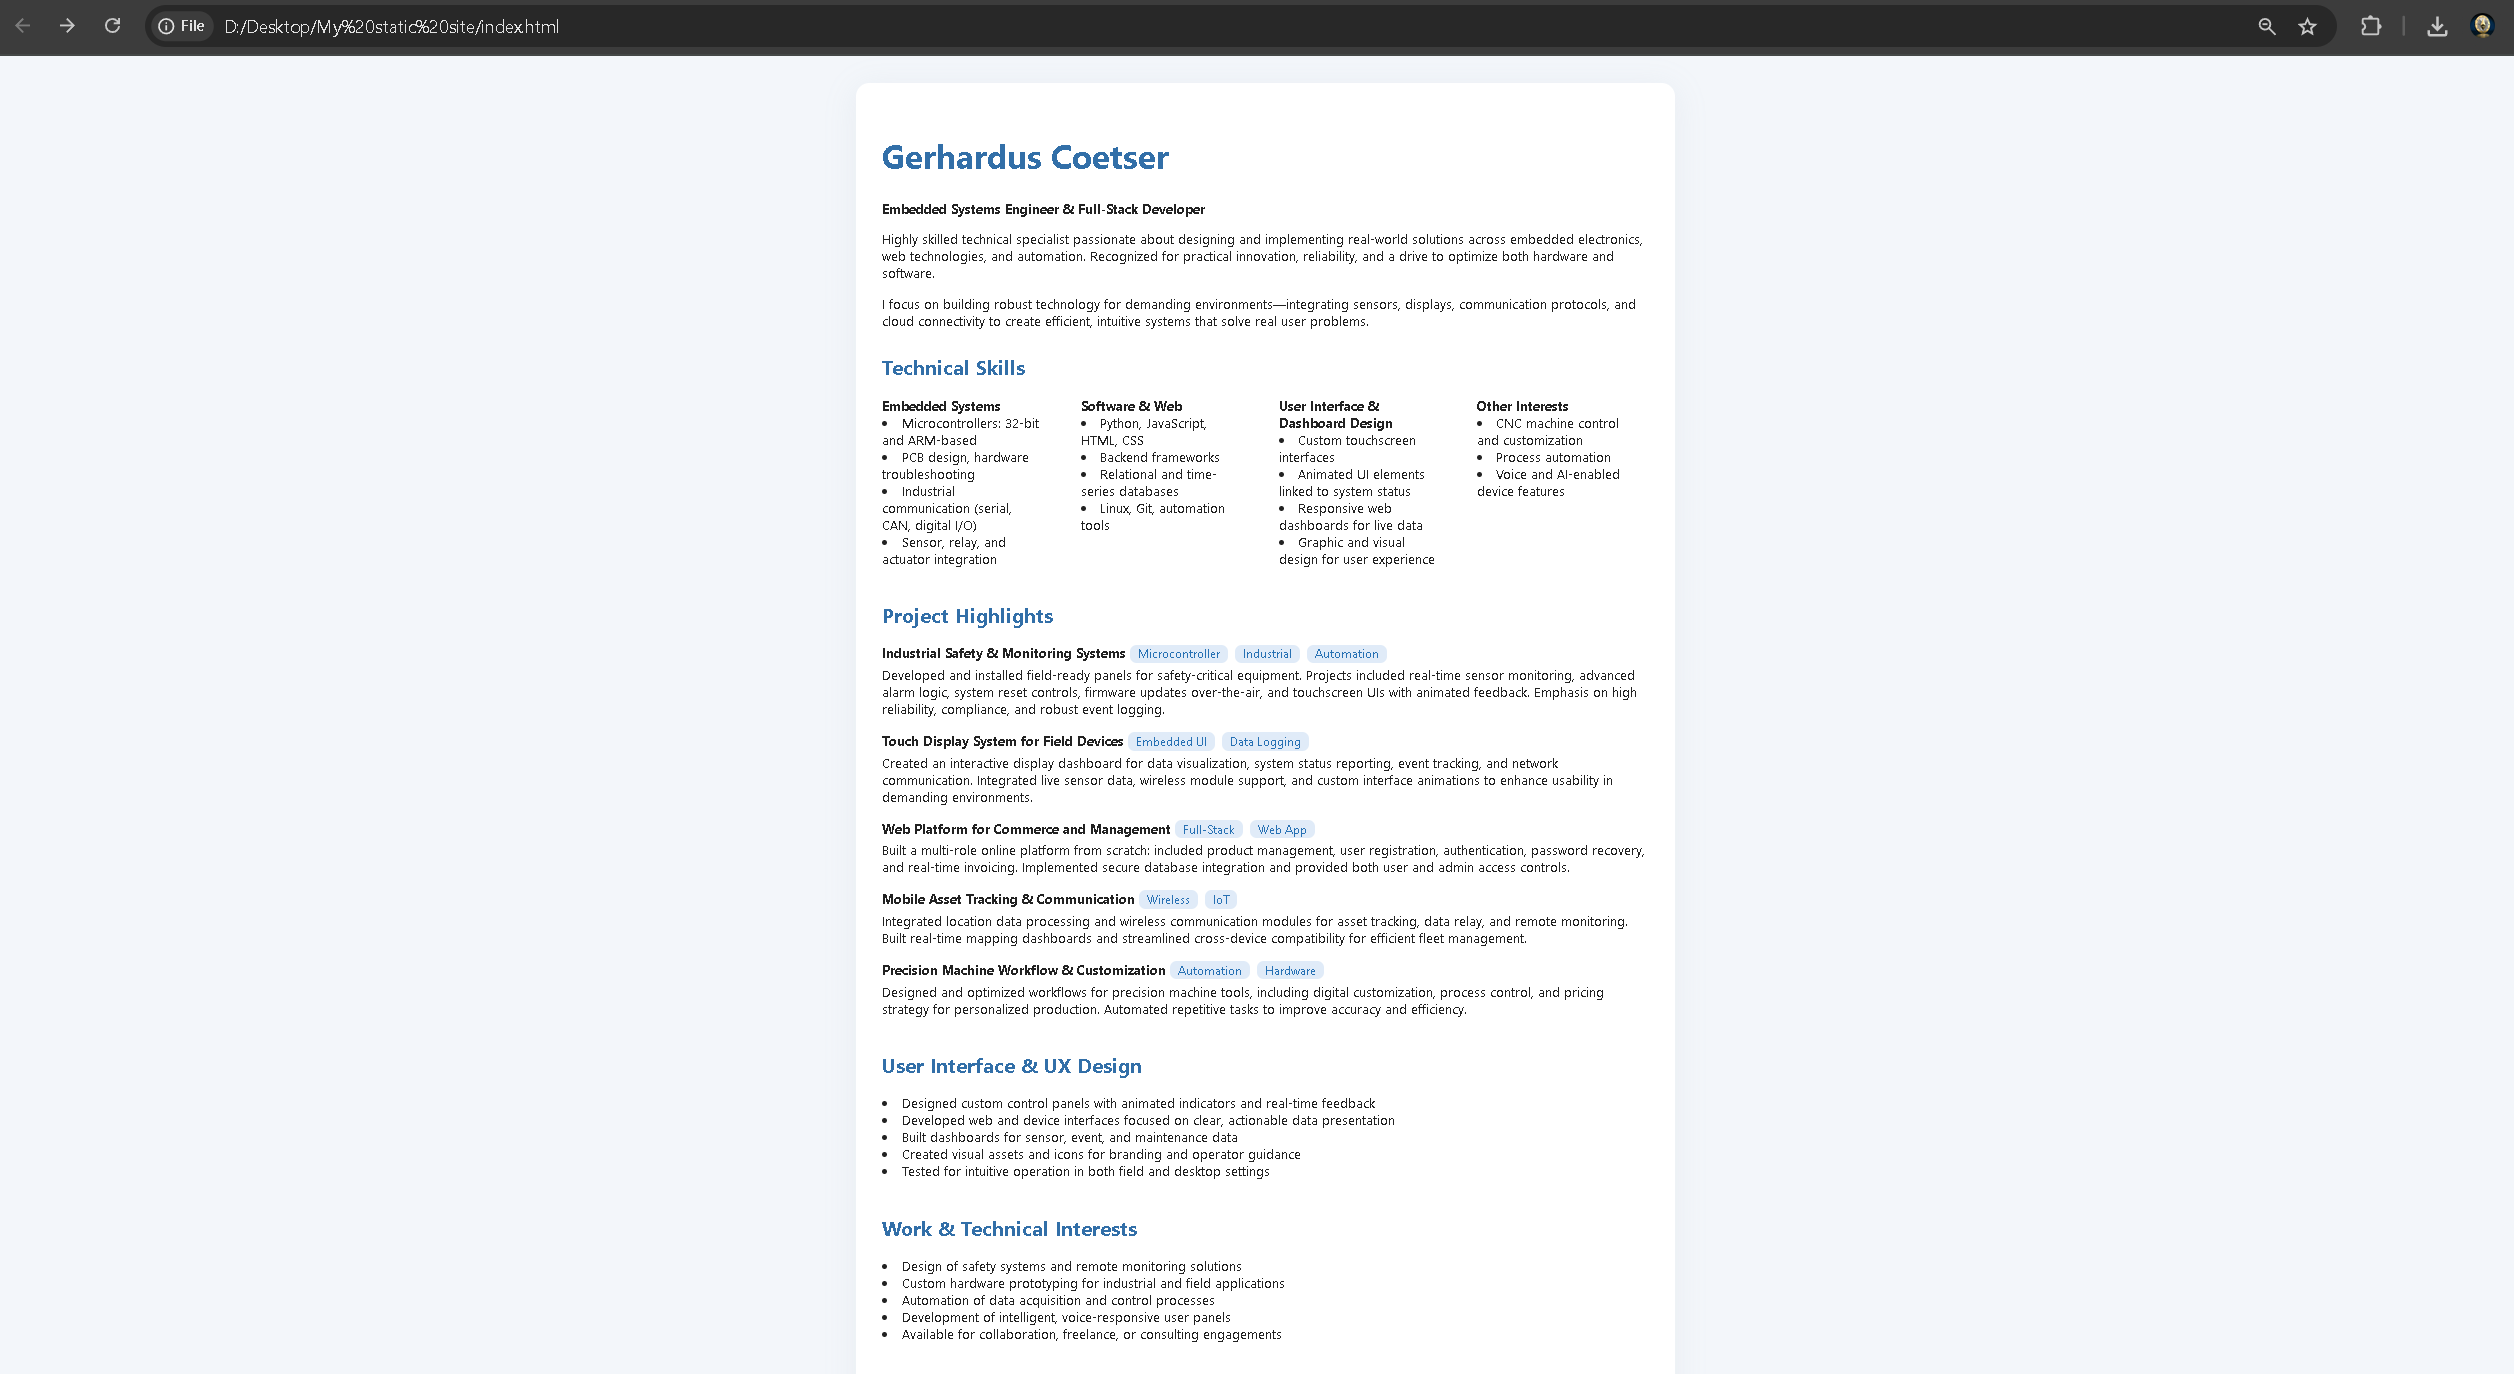 File D:/Desktop/My%20static%20site/index.html
Gerhardus Coetser
Embedded Systems Engineer & Full-Stack Developer
Highly skilled technical specialist passionate about designing and implementing real-world solutions across embedded electronics,
web technologies, and automation. Recognized for practical innovation, reliability, and a drive to optimize both hardware and
software.
I focus on building robust technology for demanding environments—integrating sensors, displays, communication protocols, and
cloud connectivity to create efficient, intuitive systems that solve real user problems.
Technical Skills
Embedded Systems
• Microcontrollers: 32-bit
and ARM-based
• PCB design, hardware
troubleshooting
• Industrial
communication (serial,
CAN, digital I/O)
• Sensor, relay, and
actuator integration
Software & Web
• Python, JavaScript,
HTML, CSS
• Backend frameworks
• Relational and time-
series databases
• Linux, Git, automation
tools
User Interface &
Dashboard Design
• Custom touchscreen
interfaces
• Animated UI elements
linked to system status
• Responsive web
dashboards for live data
• Graphic and visual
design for user experience
Other Interests
• CNC machine control
and customization
• Process automation
• Voice and AI-enabled
device features
Project Highlights
Industrial Safety & Monitoring Systems Microcontroller Industrial Automation
Developed and installed field-ready panels for safety-critical equipment. Projects included real-time sensor monitoring, advanced
alarm logic, system reset controls, firmware updates over-the-air, and touchscreen UIs with animated feedback. Emphasis on high
reliability, compliance, and robust event logging.
Touch Display System for Field Devices Embedded UI Data Logging
Created an interactive display dashboard for data visualization, system status reporting, event tracking, and network
communication. Integrated live sensor data, wireless module support, and custom interface animations to enhance usability in
demanding environments.
Web Platform for Commerce and Management Full-Stack Web App
Built a multi-role online platform from scratch: included product management, user registration, authentication, password recovery,
and real-time invoicing. Implemented secure database integration and provided both user and admin access controls.
Mobile Asset Tracking & Communication Wireless IoT
Integrated location data processing and wireless communication modules for asset tracking, data relay, and remote monitoring.
Built real-time mapping dashboards and streamlined cross-device compatibility for efficient fleet management.
Precision Machine Workflow & Customization Automation Hardware
Designed and optimized workflows for precision machine tools, including digital customization, process control, and pricing
strategy for personalized production. Automated repetitive tasks to improve accuracy and efficiency.
User Interface & UX Design
• Designed custom control panels with animated indicators and real-time feedback
• Developed web and device interfaces focused on clear, actionable data presentation
• Built dashboards for sensor, event, and maintenance data
• Created visual assets and icons for branding and operator guidance
• Tested for intuitive operation in both field and desktop settings
Work & Technical Interests
• Design of safety systems and remote monitoring solutions
• Custom hardware prototyping for industrial and field applications
• Automation of data acquisition and control processes
• Development of intelligent, voice-responsive user panels
• Available for collaboration, freelance, or consulting engagements